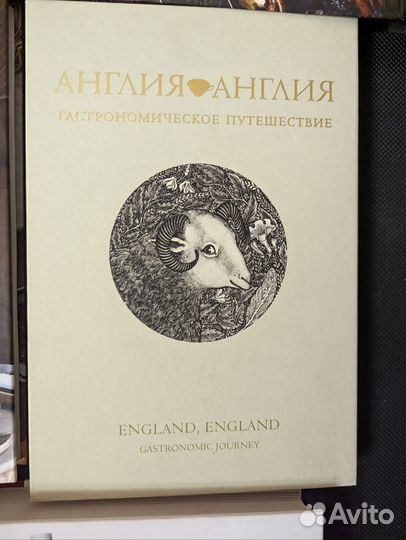 АНГЛИЯ АНГЛИЯ
ГАСТРОНОМИЧЕСКОЕ ПУТЕШЕСТВИЕ
ENGLAND, ENGLAND
GASTRONOMIC JOURNEY
Avito